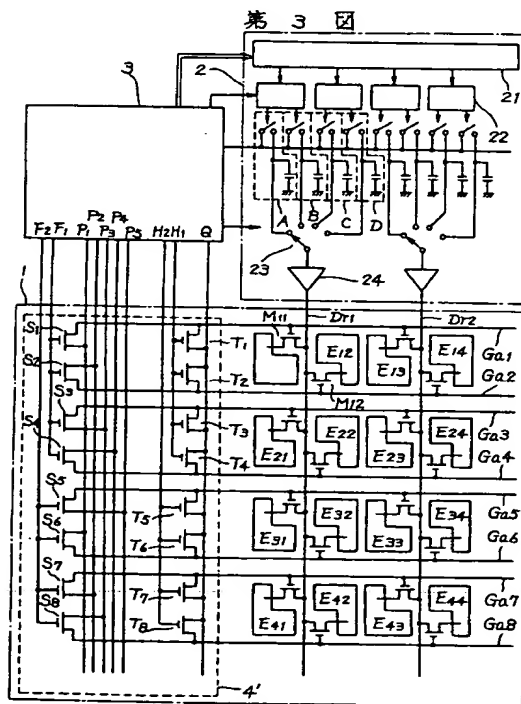 第 3 図
3
2
21
22
A
B
C
D
23
24
F2 F1 P1 P2 P3 P4 P5 H2 H1 Q
1
M11
Dr1
Dr2
S1
T1
E12
E13
E14
Ga1
S2
T2
M12
Ga2
S3
T3
E22
E24
Ga3
S4
T4
E21
E23
Ga4
S5
T5
E32
E34
Ga5
S6
T6
E31
E33
Ga6
S7
T7
E42
E44
Ga7
S8
T8
E41
E43
Ga8
4'